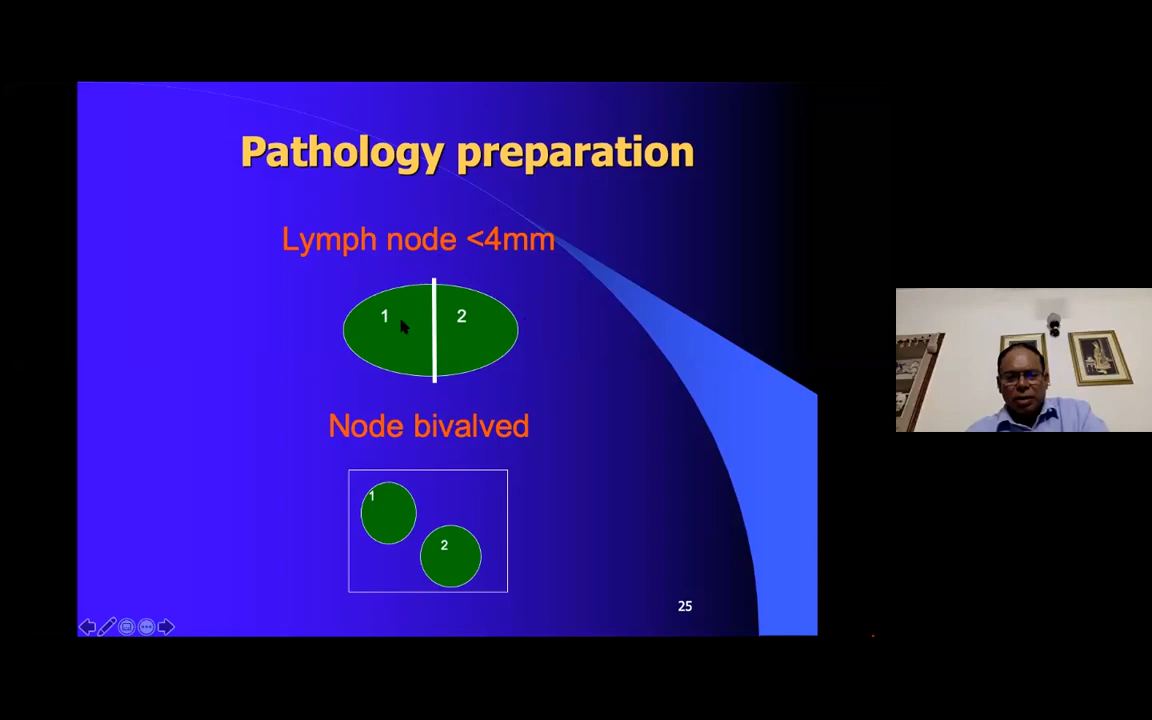 Pathology preparation
Lymph node <4mm
1 2
Node bivalved
1
2
25